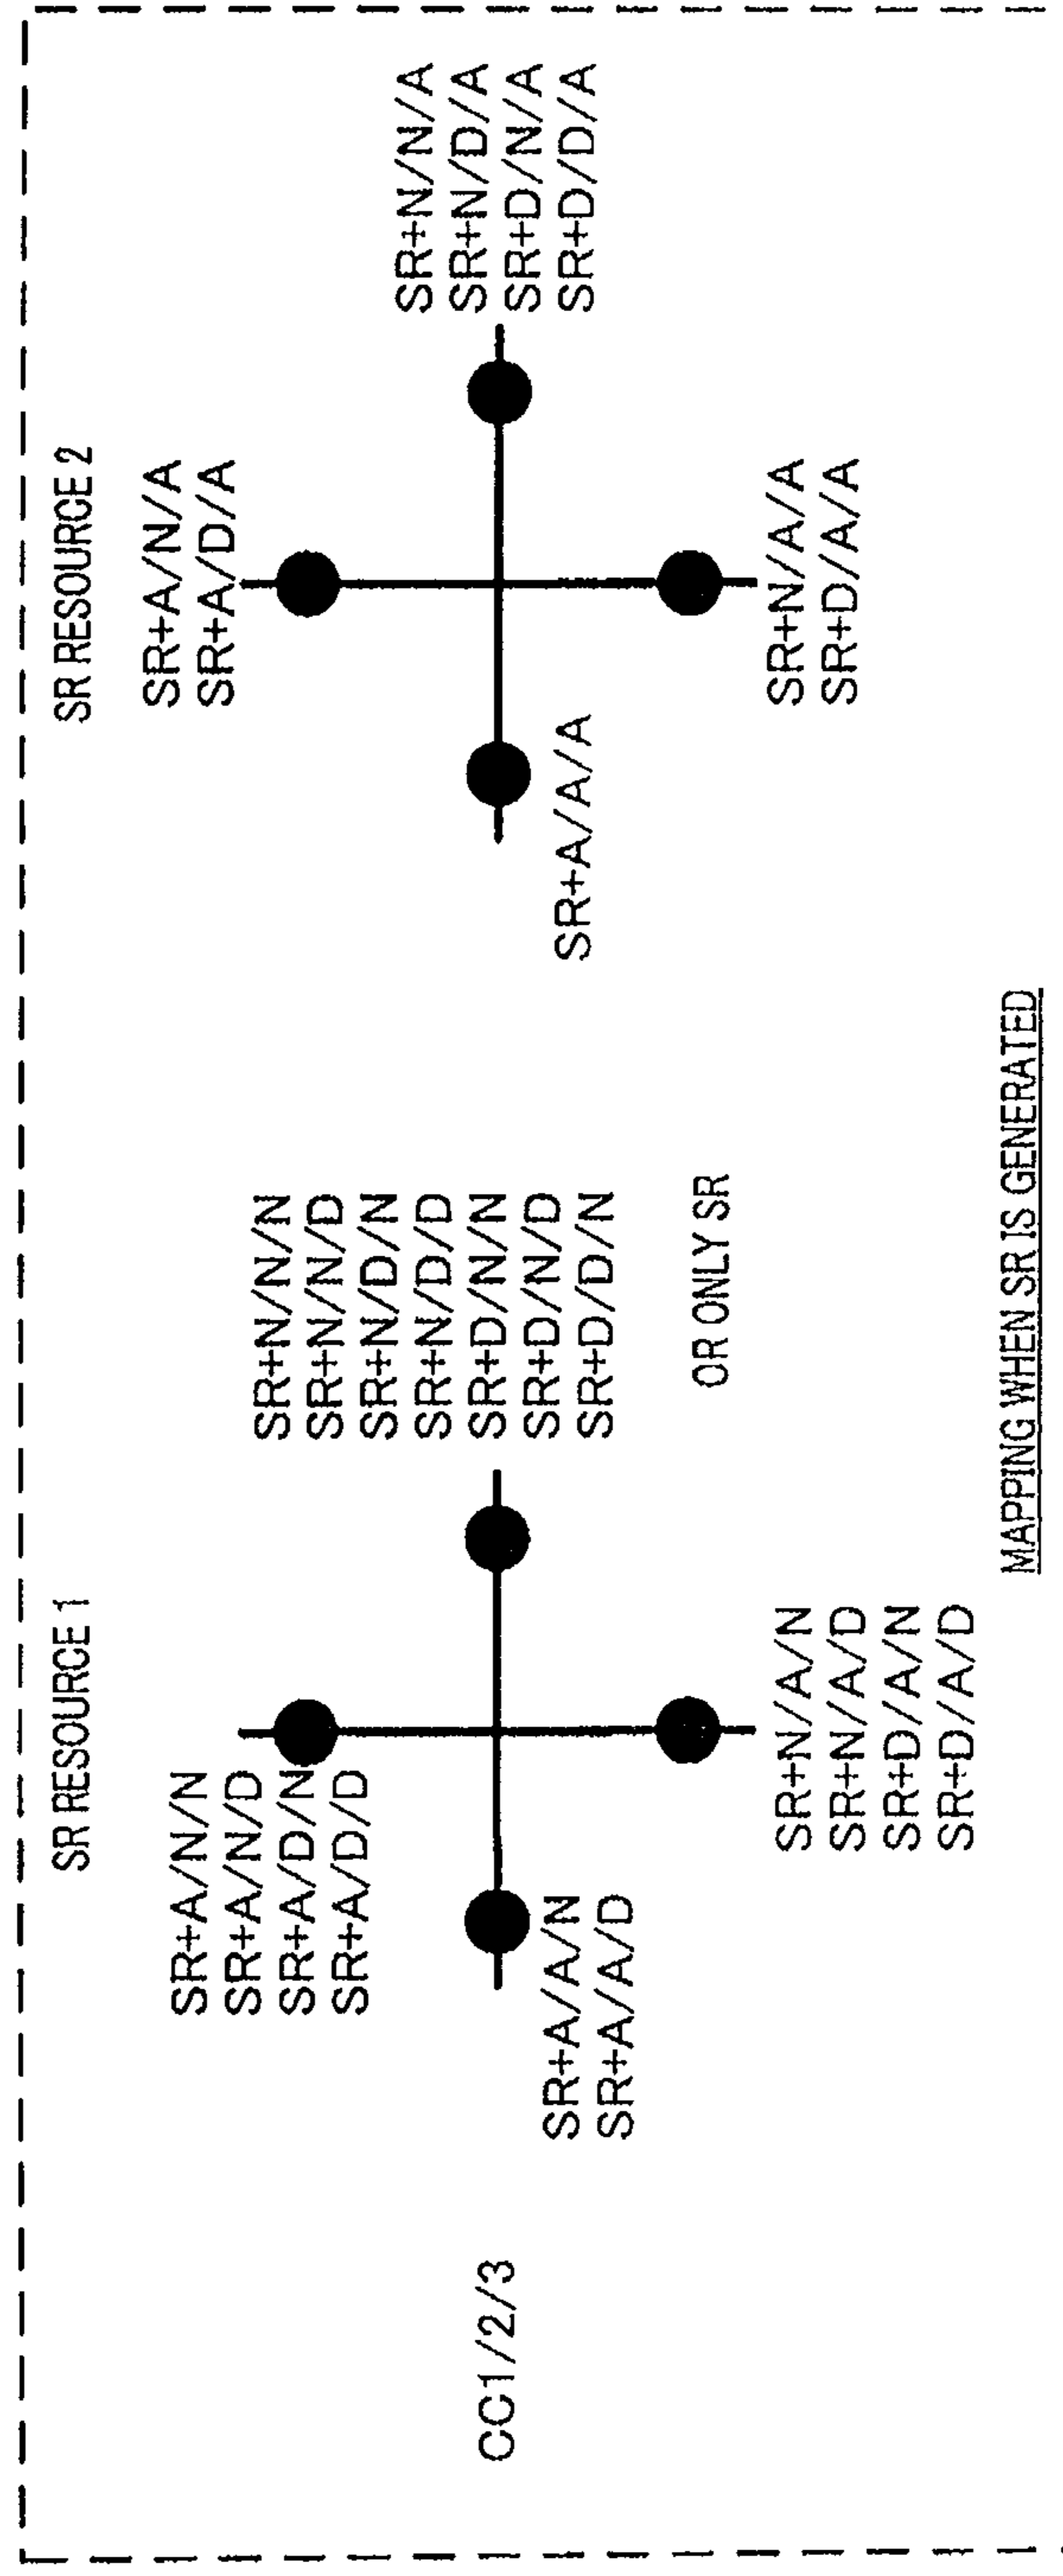 SR RESOURCE 1
SR+A/N/N
SR+A/N/D
SR+A/D/N
SR+A/D/D
SR+N/N/N
SR+N/N/D
SR+N/D/N
SR+N/D/D
SR+D/N/N
SR+D/N/D
SR+D/D/N
OR ONLY SR
CC1/2/3
SR+A/A/N
SR+A/A/D
SR+N/A/N
SR+N/A/D
SR+D/A/N
SR+D/A/D
SR RESOURCE 2
SR+A/N/A
SR+A/D/A
SR+N/N/A
SR+N/D/A
SR+D/N/A
SR+D/D/A
SR+A/A/A
SR+N/A/A
SR+D/A/A
MAPPING WHEN SR IS GENERATED